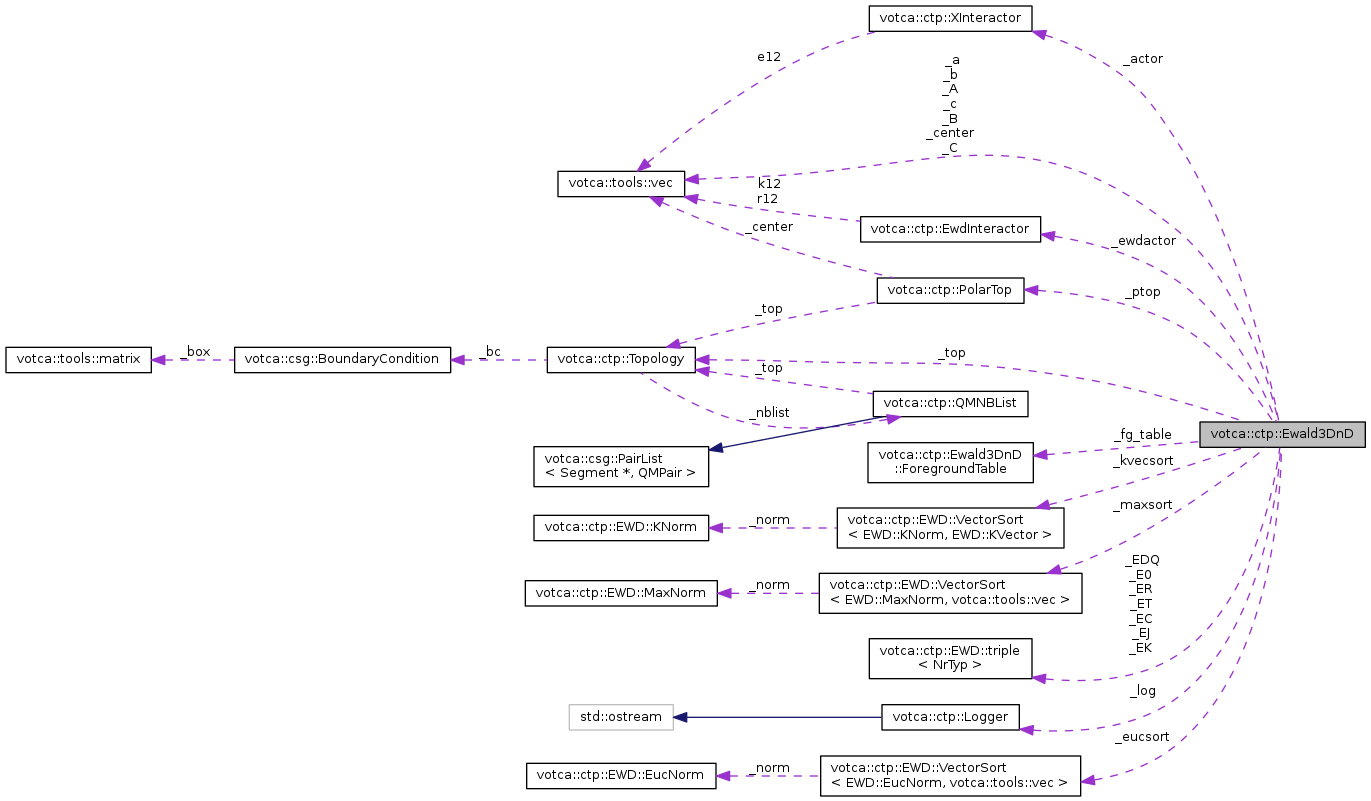 votca::ctp::XInteractor
e12
_actor
_a
_b
_A
_c
_B
_center
_C
votca::tools::vec
k12
r12
votca::ctp::EwdInteractor
_center
_ewdactor
votca::ctp::PolarTop
_ptop
_top
votca::tools::matrix
_box
votca::csg::BoundaryCondition
_bc
votca::ctp::Topology
_top
_top
votca::ctp::QMNBList
_nblist
votca::ctp::Ewald3DnD
_fg_table
votca::csg::PairList
< Segment *, QMPair >
votca::ctp::Ewald3DnD
::ForegroundTable
_kvecsort
votca::ctp::EWD::KNorm
_norm
votca::ctp::EWD::VectorSort
< EWD::KNorm, EWD::KVector >
_maxsort
votca::ctp::EWD::MaxNorm
_norm
votca::ctp::EWD::VectorSort
< EWD::MaxNorm, votca::tools::vec >
_EDQ
_E0
_ER
_ET
_EC
_EJ
_EK
votca::ctp::EWD::triple
< NrTyp >
_log
std::ostream
votca::ctp::Logger
_eucsort
votca::ctp::EWD::EucNorm
_norm
votca::ctp::EWD::VectorSort
< EWD::EucNorm, votca::tools::vec >